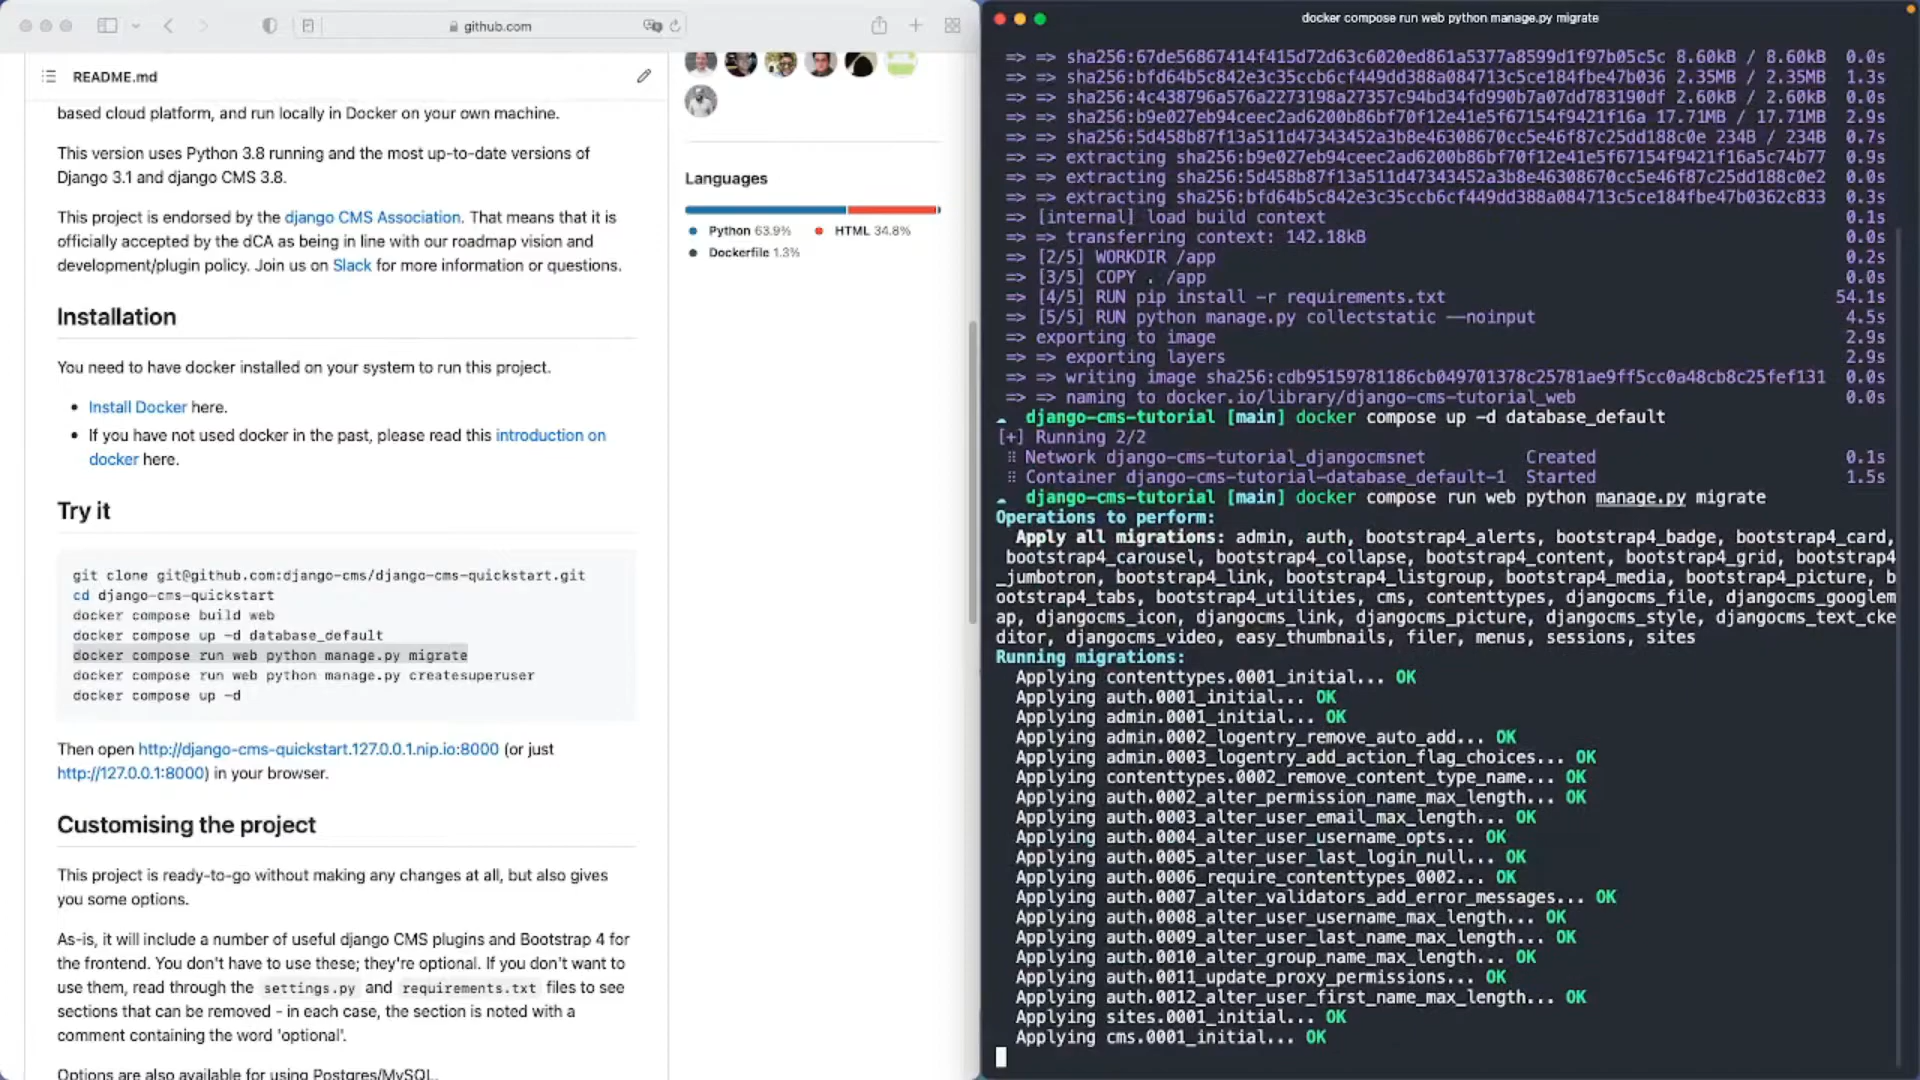 github.com
README.md
based cloud platform, and run locally in Docker on your own machine.
This version uses Python 3.8 running and the most up-to-date versions of
Django 3.1 and django CMS 3.8.
This project is endorsed by the django CMS Association. That means that it is
officially accepted by the dCA as being in line with our roadmap vision and
development/plugin policy. Join us on Slack for more information or questions.
Installation
You need to have docker installed on your system to run this project.
• Install Docker here.
• If you have not used docker in the past, please read this introduction on
docker here.
Try it
git clone git@github.com:django-cms/django-cms-quickstart.git
cd django-cms-quickstart
docker compose build web
docker compose up -d database_default
docker compose run web python manage.py migrate
docker compose run web python manage.py createsuperuser
docker compose up -d
Then open http://django-cms-quickstart.127.0.0.1.nip.io:8000 (or just
http://127.0.0.1:8000) in your browser.
Customising the project
This project is ready-to-go without making any changes at all, but also gives
you some options.
As-is, it will include a number of useful django CMS plugins and Bootstrap 4 for
the frontend. You don't have to use these; they're optional. If you don't want to
use them, read through the settings.py and requirements.txt files to see
sections that can be removed - in each case, the section is noted with a
comment containing the word 'optional'.
Options are also available for using Postgres/MySQL.
Languages
Python 63.9% HTML 34.8%
Dockerfile 1.3%
docker compose run web python manage.py migrate
=> => sha256:67de56867414f415d72d63c6020ed861a5377a8599d1f97b05c5c 8.60kB / 8.60kB 0.0s
=> => sha256:bfd64b5c842e3c35ccb6cf449dd388a084713c5ce184fbe47b036 2.35MB / 2.35MB 1.3s
=> => sha256:4c438796a576a2273198a27357c94bd34fd990b7a07dd783190df 2.60kB / 2.60kB 0.0s
=> => sha256:b9e027eb94ceec2ad6200b86bf70f12e41e5f67154f9421f16a 17.71MB / 17.71MB 2.9s
=> => sha256:5d458b87f13a511d47343452a3b8e46308670cc5e46f87c25dd188c0e 234B / 234B 0.7s
=> => extracting sha256:b9e027eb94ceec2ad6200b86bf70f12e41e5f67154f9421f16a5c74b77 0.9s
=> => extracting sha256:5d458b87f13a511d47343452a3b8e46308670cc5e46f87c25dd188c0e2 0.0s
=> => extracting sha256:bfd64b5c842e3c35ccb6cf449dd388a084713c5ce184fbe47b0362c833 0.3s
=> [internal] load build context 0.1s
=> => transferring context: 142.18kB 0.0s
=> [2/5] WORKDIR /app 0.2s
=> [3/5] COPY . /app 0.0s
=> [4/5] RUN pip install -r requirements.txt 54.1s
=> [5/5] RUN python manage.py collectstatic --noinput 4.5s
=> exporting to image 2.9s
=> => exporting layers 2.9s
=> => writing image sha256:cdb95159781186cb049701378c25781ae9ff5cc0a48cb8c25fef131 0.0s
=> => naming to docker.io/library/django-cms-tutorial_web 0.0s
django-cms-tutorial [main] docker compose up -d database_default
[+] Running 2/2
⠿ Network django-cms-tutorial_djangocmsnet Created 0.1s
⠿ Container django-cms-tutorial-database_default-1 Started 1.5s
django-cms-tutorial [main] docker compose run web python manage.py migrate
Operations to perform:
Apply all migrations: admin, auth, bootstrap4_alerts, bootstrap4_badge, bootstrap4_card,
bootstrap4_carousel, bootstrap4_collapse, bootstrap4_content, bootstrap4_grid, bootstrap4
_jumbotron, bootstrap4_link, bootstrap4_listgroup, bootstrap4_media, bootstrap4_picture, b
ootstrap4_tabs, bootstrap4_utilities, cms, contenttypes, djangocms_file, djangocms_googlem
ap, djangocms_icon, djangocms_link, djangocms_picture, djangocms_style, djangocms_text_cke
ditor, djangocms_video, easy_thumbnails, filer, menus, sessions, sites
Running migrations:
Applying contenttypes.0001_initial... OK
Applying auth.0001_initial... OK
Applying admin.0001_initial... OK
Applying admin.0002_logentry_remove_auto_add... OK
Applying admin.0003_logentry_add_action_flag_choices... OK
Applying contenttypes.0002_remove_content_type_name... OK
Applying auth.0002_alter_permission_name_max_length... OK
Applying auth.0003_alter_user_email_max_length... OK
Applying auth.0004_alter_user_username_opts... OK
Applying auth.0005_alter_user_last_login_null... OK
Applying auth.0006_require_contenttypes_0002... OK
Applying auth.0007_alter_validators_add_error_messages... OK
Applying auth.0008_alter_user_username_max_length... OK
Applying auth.0009_alter_user_last_name_max_length... OK
Applying auth.0010_alter_group_name_max_length... OK
Applying auth.0011_update_proxy_permissions... OK
Applying auth.0012_alter_user_first_name_max_length... OK
Applying sites.0001_initial... OK
Applying cms.0001_initial... OK